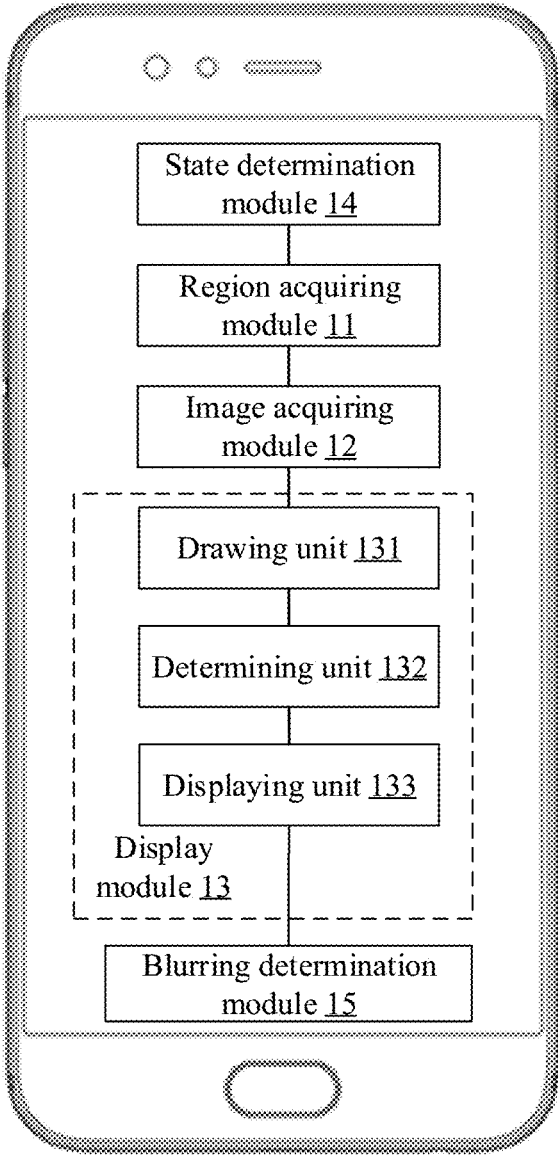 State determination
module 14
Region acquiring
module 11
Image acquiring
module 12
Drawing unit 131
Determining unit 132
Displaying unit 133
Display
module 13
Blurring determination
module 15